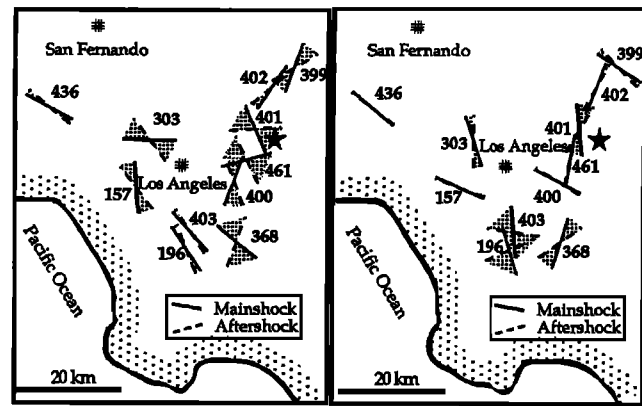 San Fernando
399
402
436
401
303
461
Los Angeles
157
400
403
368
196
Pacific Ocean
Mainshock
Aftershock
20 km
San Fernando
399
402
436
401
303
Los Angeles
461
400
157
403
196
368
Pacific Ocean
Mainshock
Aftershock
20 km